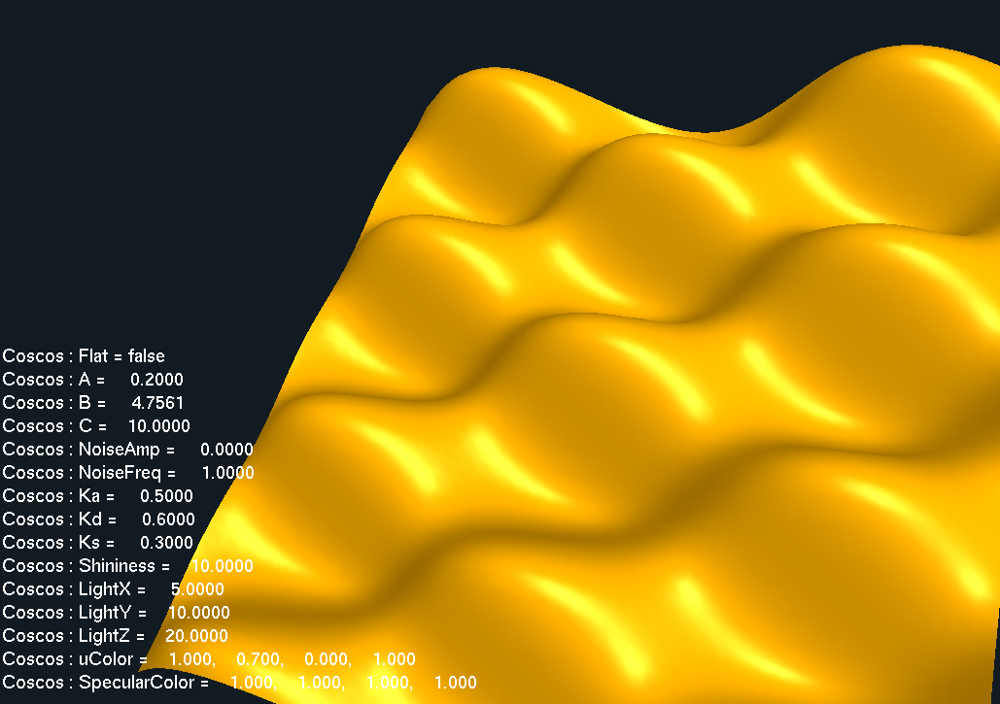 Coscos : Flat = false
Coscos : A = 0.2000
Coscos : B = 4.7561
Coscos : C = 10.0000
Coscos : NoiseAmp = 0.0000
Coscos : NoiseFreq = 1.0000
Coscos : Ka = 0.5000
Coscos : Kd = 0.6000
Coscos : Ks = 0.3000
Coscos : Shininess = 10.0000
Coscos : LightX = 5.0000
Coscos : LightY = 10.0000
Coscos : LightZ = 20.0000
Coscos : uColor = 1.000, 0.700, 0.000, 1.000
Coscos : SpecularColor = 1.000, 1.000, 1.000, 1.000